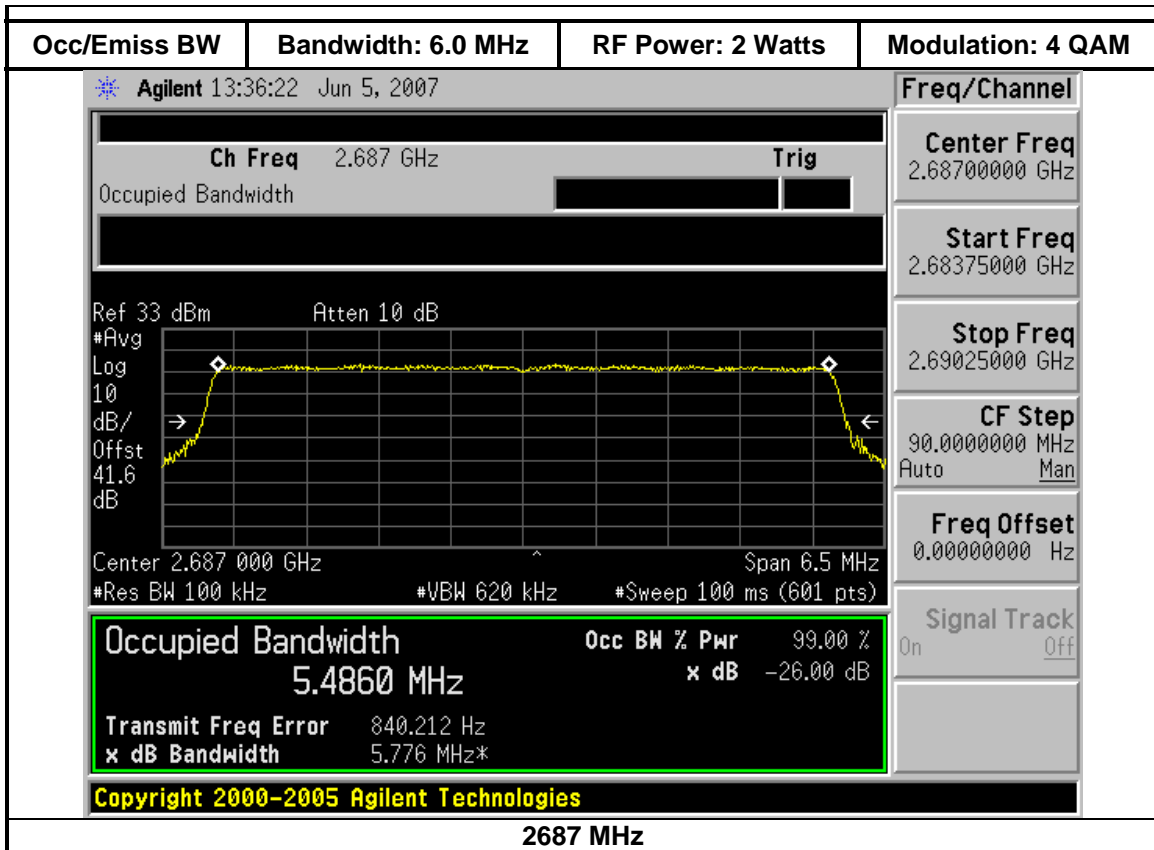 Occ/Emiss BW Bandwidth: 6.0 MHz RF Power: 2 Watts Modulation: 4 QAM
Agilent 13:36:22 Jun 5, 2007
Freq/Channel
Ch Freq 2.687 GHz Trig
Occupied Bandwidth
Center Freq
2.68700000 GHz
Start Freq
2.68375000 GHz
Stop Freq
2.69025000 GHz
CF Step
90.0000000 MHz
Auto Man
Freq Offset
0.00000000 Hz
Signal Track
On Off
Ref 33 dBm Atten 10 dB
#Avg
Log
10
dB/
Offst
41.6
dB
Center 2.687 000 GHz Span 6.5 MHz
#Res BW 100 kHz #VBW 620 kHz #Sweep 100 ms (601 pts)
Occupied Bandwidth Occ BW % Pwr 99.00 %
5.4860 MHz x dB -26.00 dB
Transmit Freq Error 840.212 Hz
x dB Bandwidth 5.776 MHz*
Copyright 2000-2005 Agilent Technologies
2687 MHz